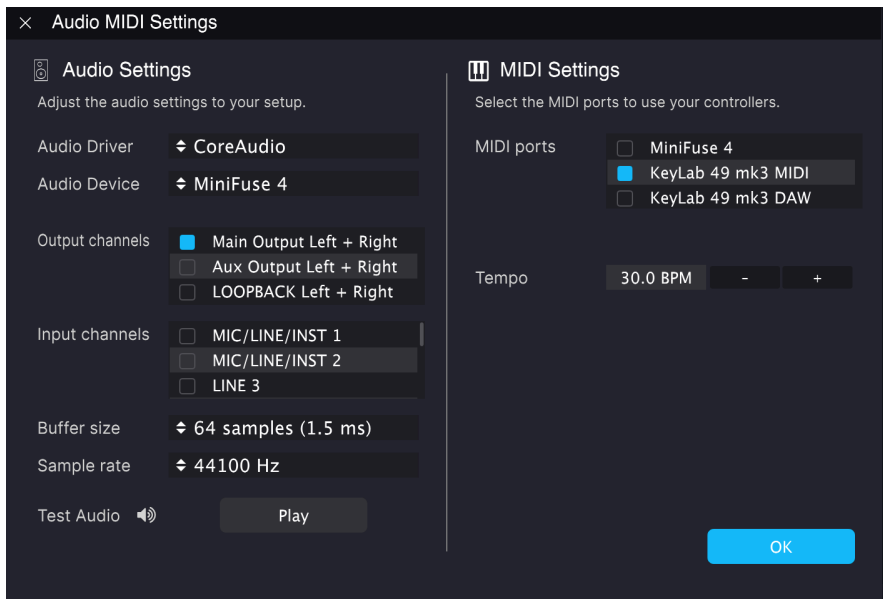 Audio MIDI Settings
Audio Settings
Adjust the audio settings to your setup.
Audio Driver CoreAudio
Audio Device MiniFuse 4
Output channels Main Output Left + Right
Aux Output Left + Right
LOOPBACK Left + Right
Input channels MIC/LINE/INST 1
MIC/LINE/INST 2
LINE 3
Buffer size 64 samples (1.5 ms)
Sample rate 44100 Hz
Test Audio Play
MIDI Settings
Select the MIDI ports to use your controllers.
MIDI ports MiniFuse 4
KeyLab 49 mk3 MIDI
KeyLab 49 mk3 DAW
Tempo 30.0 BPM - +
OK